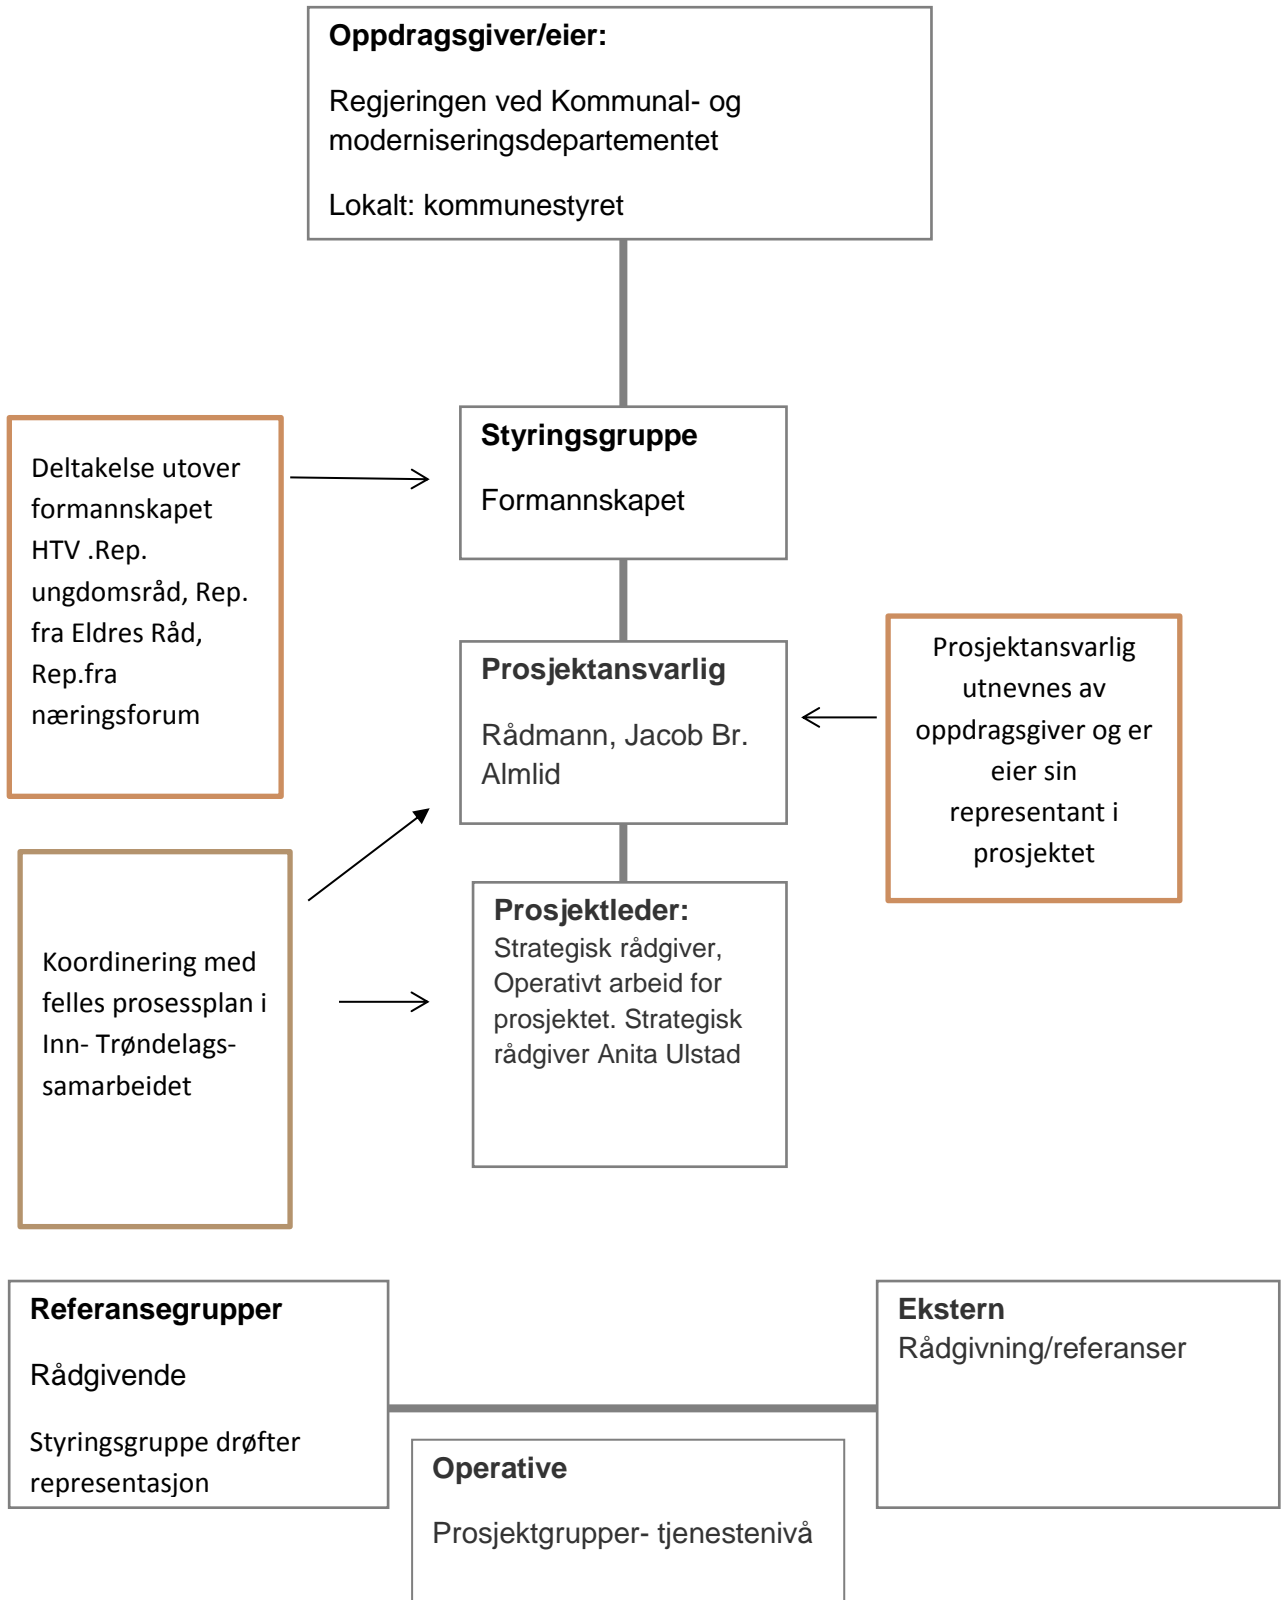 Oppdragsgiver/eier:
Regjeringen ved Kommunal- og
moderniseringsdepartementet
Lokalt: kommunestyret
Deltakelse utover
formannskapet
HTV .Rep.
ungdomsråd, Rep.
fra Eldres Råd,
Rep.fra
næringsforum
Styringsgruppe
Formannskapet
Prosjektansvarlig
Rådmann, Jacob Br.
Almlid
Prosjektansvarlig
utnevnes av
oppdragsgiver og er
eier sin
representant i
prosjektet
Koordinering med
felles prosessplan i
Inn- Trøndelags-
samarbeidet
Prosjektleder:
Strategisk rådgiver,
Operativt arbeid for
prosjektet. Strategisk
rådgiver Anita Ulstad
Referansegrupper
Rådgivende
Styringsgruppe drøfter
representasjon
Operative
Prosjektgrupper- tjenestenivå
Ekstern
Rådgivning/referanser